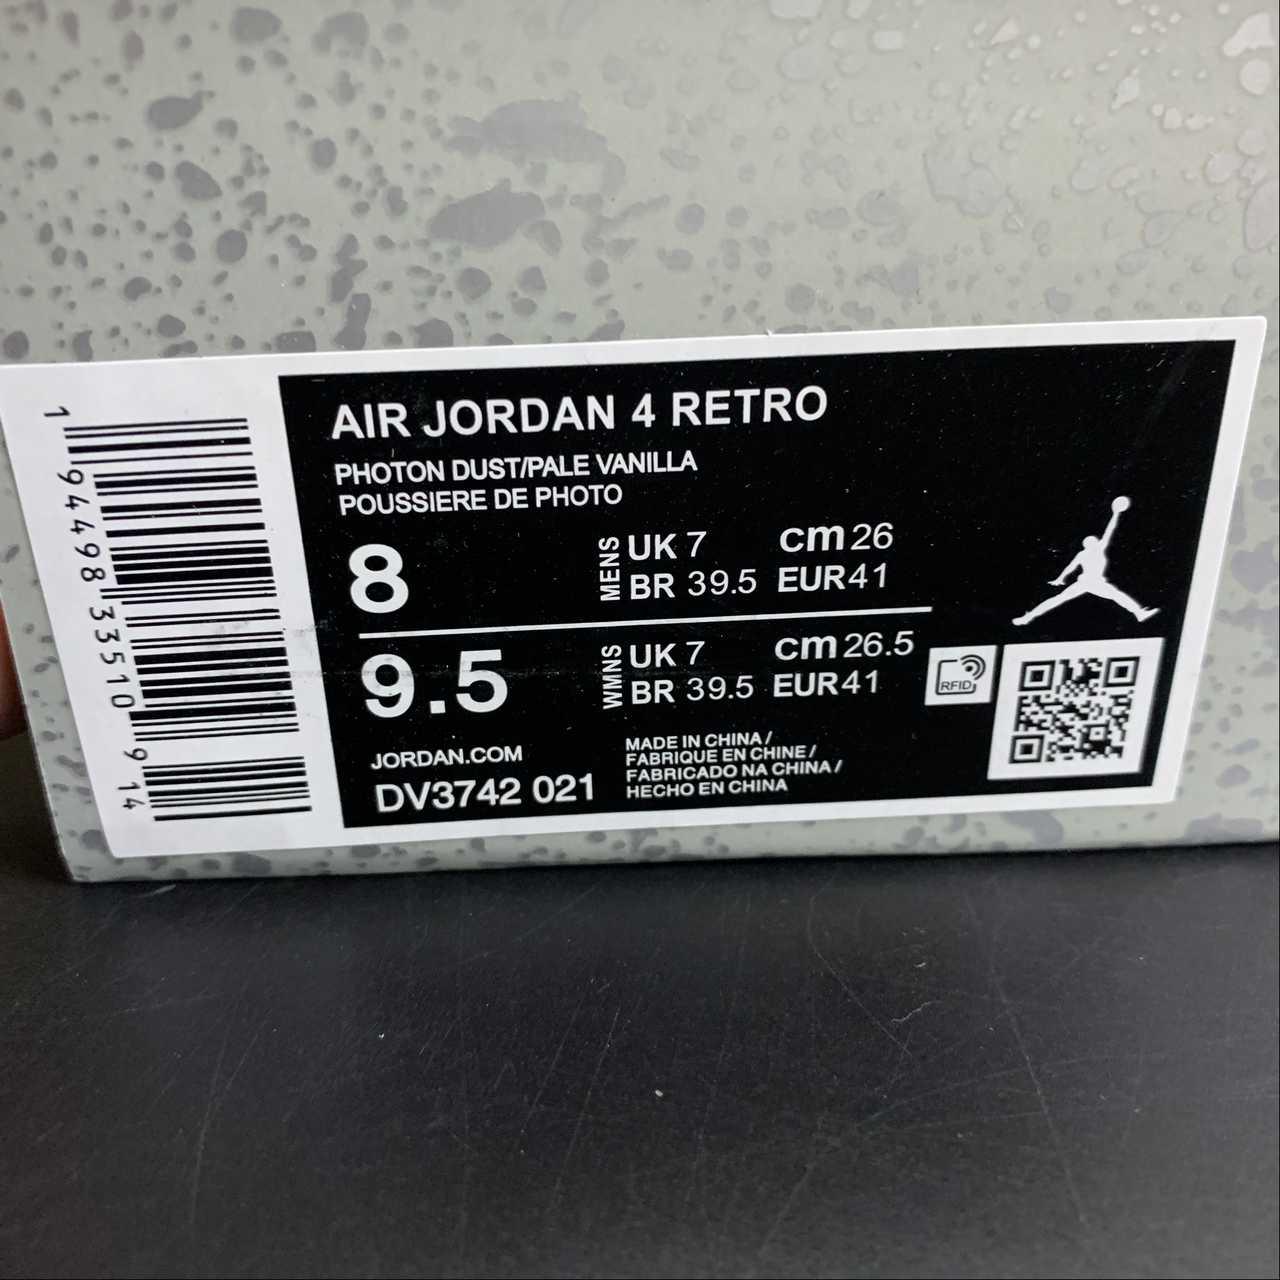 AIR JORDAN 4 RETRO
PHOTON DUST/PALE VANILLA
POUSSIERE DE PHOTO
8
MENS
UK 7 cm 26
BR 39.5 EUR 41
9.5
WMNS
UK 7 cm 26.5
BR 39.5 EUR 41
RFID
JORDAN.COM
DV3742 021
MADE IN CHINA /
FABRIQUE EN CHINE /
FABRICADO NA CHINA /
HECHO EN CHINA
1 94498 33510 9 14